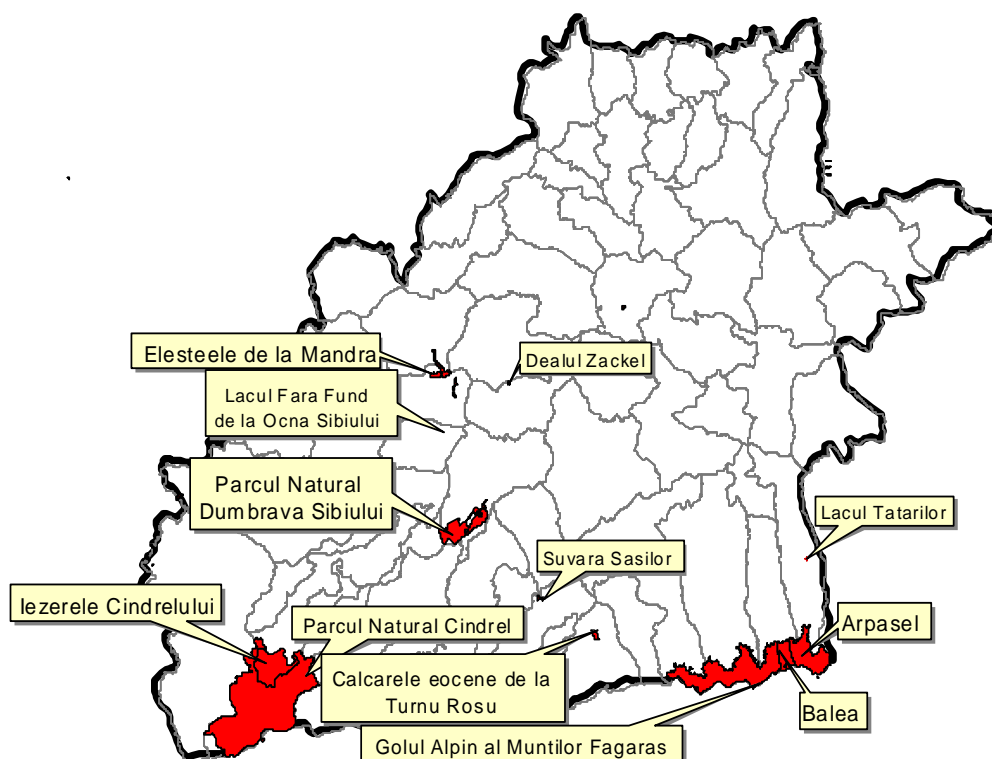 Elesteele de la Mandra
Dealul Zackel
Lacul Fara Fund
de la Ocna Sibiului
Parcul Natural
Dumbrava Sibiului
Lacul Tatarilor
Suvara Sasilor
Iezerele Cindrelului
Parcul Natural Cindrel
Arpasel
Calcarele eocene de la
Turnu Rosu
Balea
Golul Alpin al Muntilor Fagaras